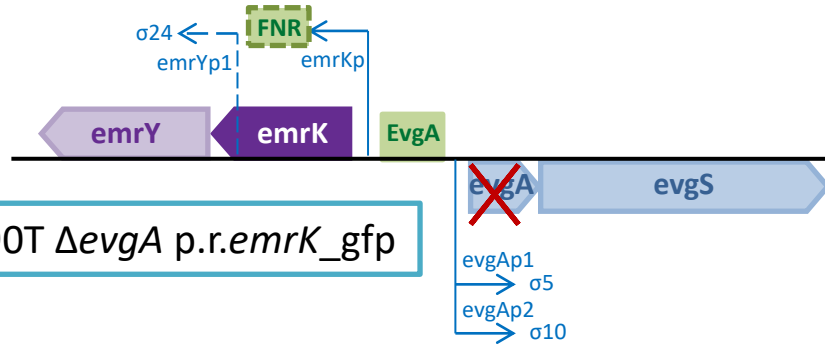 σ24
FNR
emrYp1
emrKp
emrY
emrK
EvgA
evgA
evgS
0T ΔevgA p.r.emrK_gfp
evgAp1
σ5
evgAp2
σ10